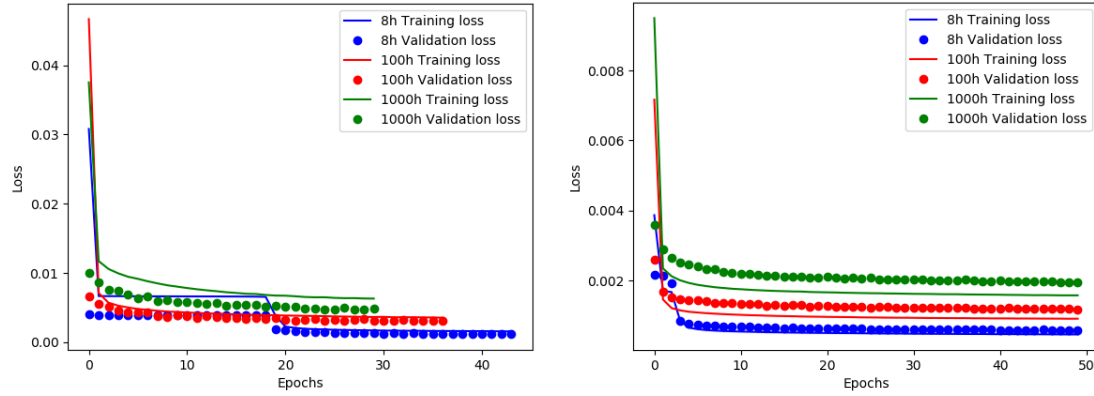 8h Training loss
8h Validation loss
100h Training loss
100h Validation loss
1000h Training loss
1000h Validation loss
0.04
0.03
0.02
0.01
0.00
Loss
0
10
20
30
40
Epochs
8h Training loss
8h Validation loss
100h Training loss
100h Validation loss
1000h Training loss
1000h Validation loss
0.008
0.006
0.004
0.002
Loss
0
10
20
30
40
50
Epochs